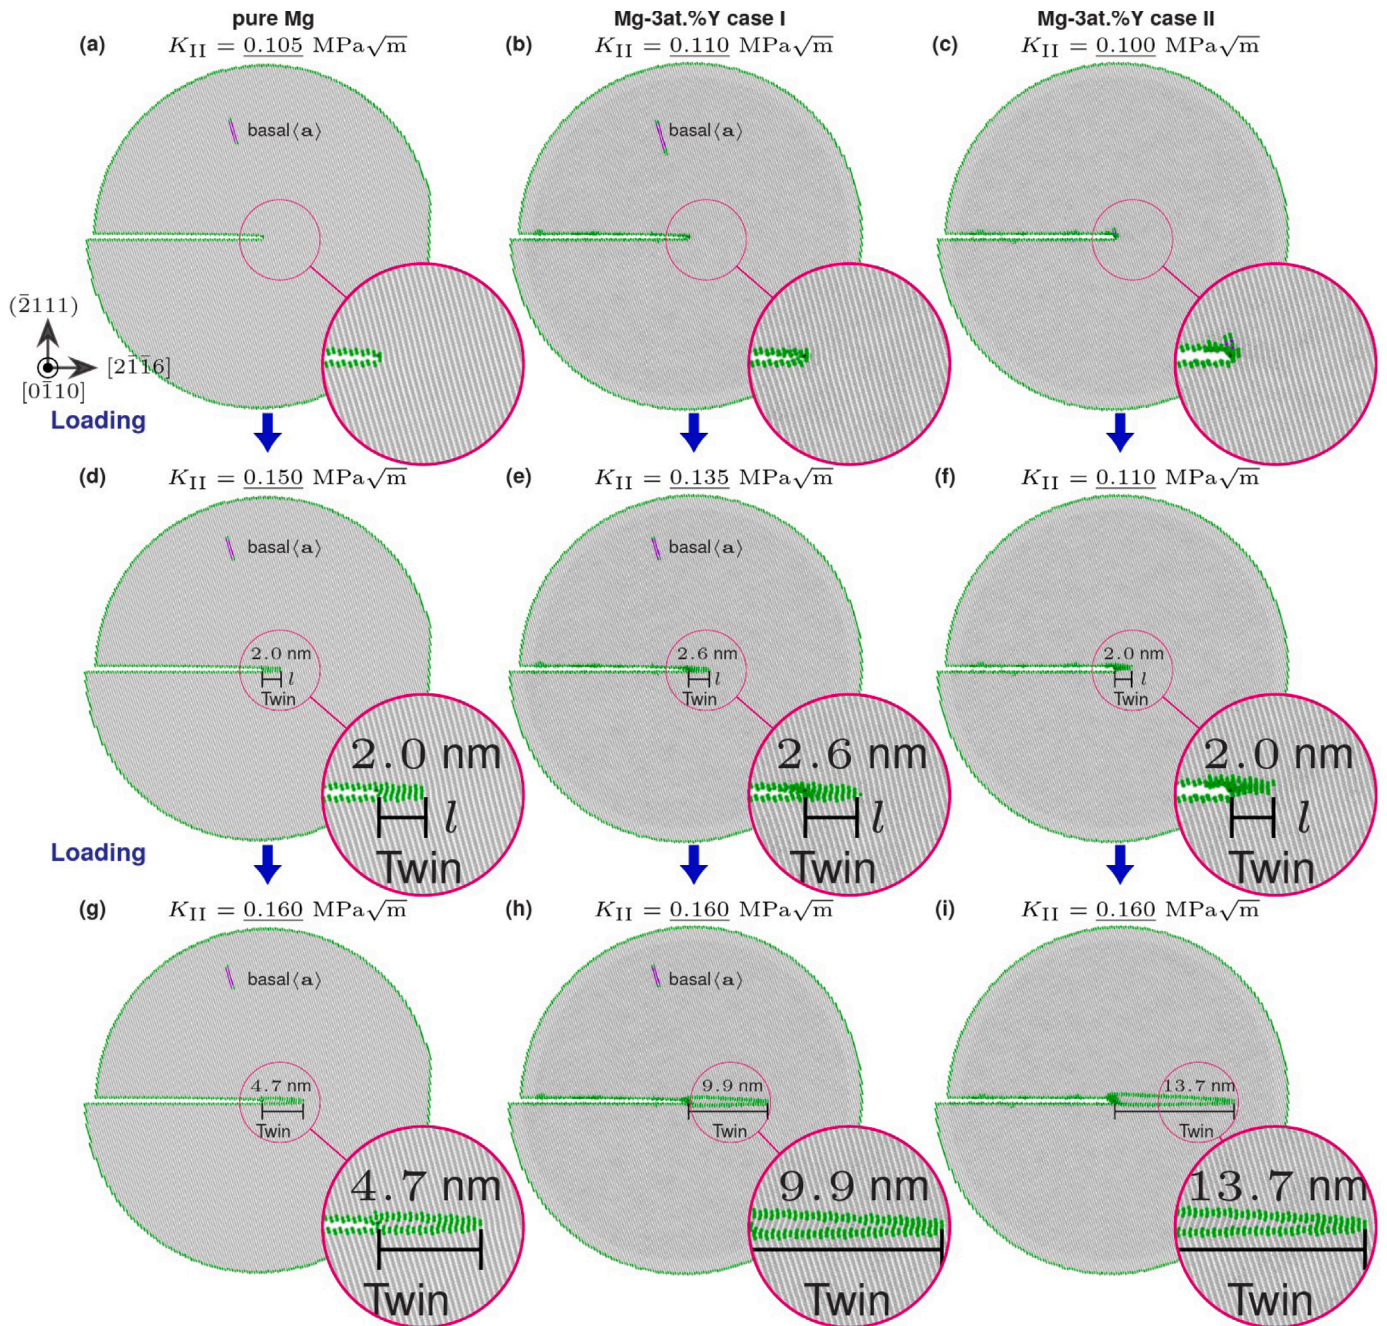 pure Mg
Mg-3at.%Y case I
Mg-3at.%Y case II
(a) K_II = 0.105 MPa√m
(b) K_II = 0.110 MPa√m
(c) K_II = 0.100 MPa√m
basal⟨a⟩
basal⟨a⟩
(2̄111)
[21̄1̄6]
[01̄10]
Loading
(d) K_II = 0.150 MPa√m
(e) K_II = 0.135 MPa√m
(f) K_II = 0.110 MPa√m
basal⟨a⟩
basal⟨a⟩
2.0 nm
l
Twin
2.6 nm
l
Twin
2.0 nm
l
Twin
2.0 nm
l
Twin
2.6 nm
l
Twin
2.0 nm
l
Twin
Loading
(g) K_II = 0.160 MPa√m
(h) K_II = 0.160 MPa√m
(i) K_II = 0.160 MPa√m
basal⟨a⟩
basal⟨a⟩
4.7 nm
Twin
9.9 nm
Twin
13.7 nm
Twin
4.7 nm
Twin
9.9 nm
Twin
13.7 nm
Twin